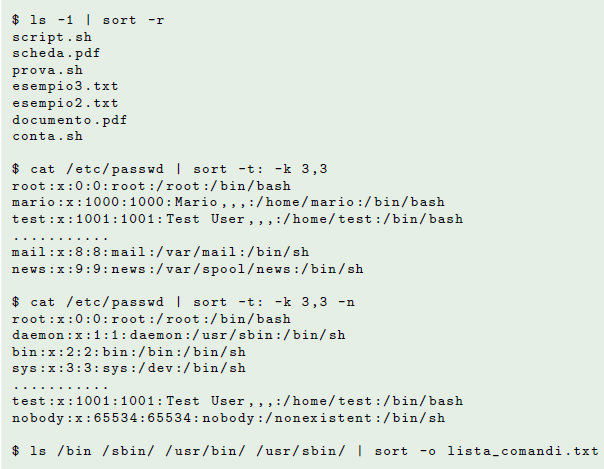 $ ls -1 | sort -r
script.sh
scheda.pdf
prova.sh
esempio3.txt
esempio2.txt
documento.pdf
conta.sh
$ cat /etc/passwd | sort -t: -k 3,3
root:x:0:0:root:/root:/bin/bash
mario:x:1000:1000:Mario,,,:/home/mario:/bin/bash
test:x:1001:1001:Test User,,,:/home/test:/bin/bash
...........
mail:x:8:8:mail:/var/mail:/bin/sh
news:x:9:9:news:/var/spool/news:/bin/sh
$ cat /etc/passwd | sort -t: -k 3,3 -n
root:x:0:0:root:/root:/bin/bash
daemon:x:1:1:daemon:/usr/sbin:/bin/sh
bin:x:2:2:bin:/bin:/bin/sh
sys:x:3:3:sys:/dev:/bin/sh
...........
test:x:1001:1001:Test User,,,:/home/test:/bin/bash
nobody:x:65534:65534:nobody:/nonexistent:/bin/sh
$ ls /bin /sbin/ /usr/bin/ /usr/sbin/ | sort -o lista_comandi.txt